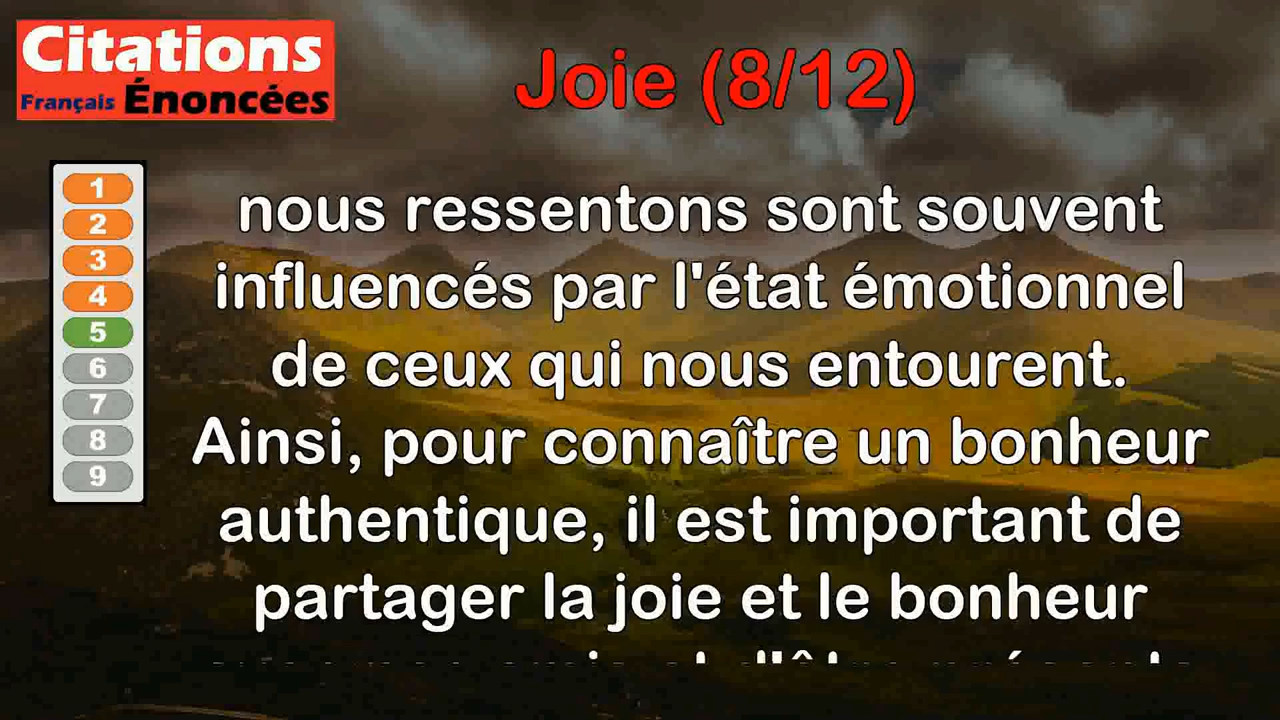 Citations
Français Énoncées
Joie (8/12)
1
2
3
4
5
6
7
8
9
nous ressentons sont souvent
influencés par l'état émotionnel
de ceux qui nous entourent.
Ainsi, pour connaître un bonheur
authentique, il est important de
partager la joie et le bonheur